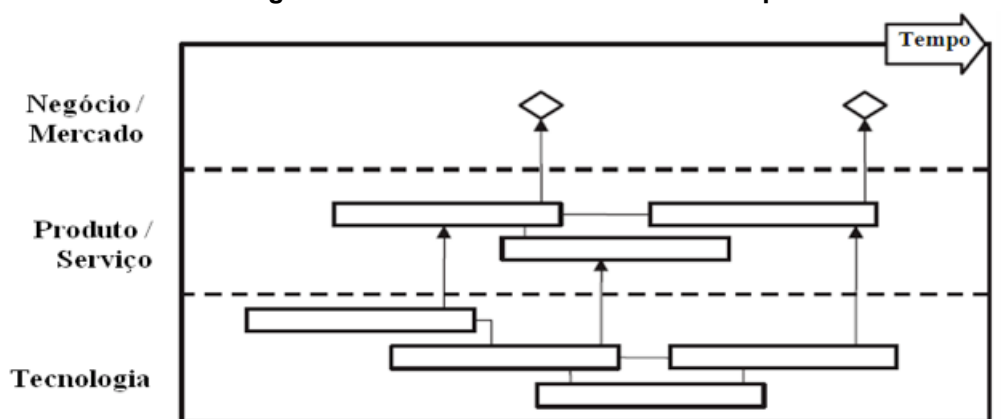 Tempo
Negócio /
Mercado
Produto /
Serviço
Tecnologia